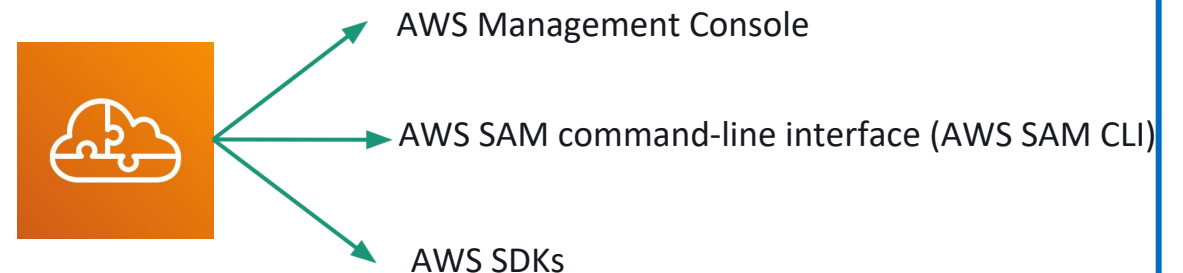 AWS Management Console
AWS SAM command-line interface (AWS SAM CLI)
AWS SDKs